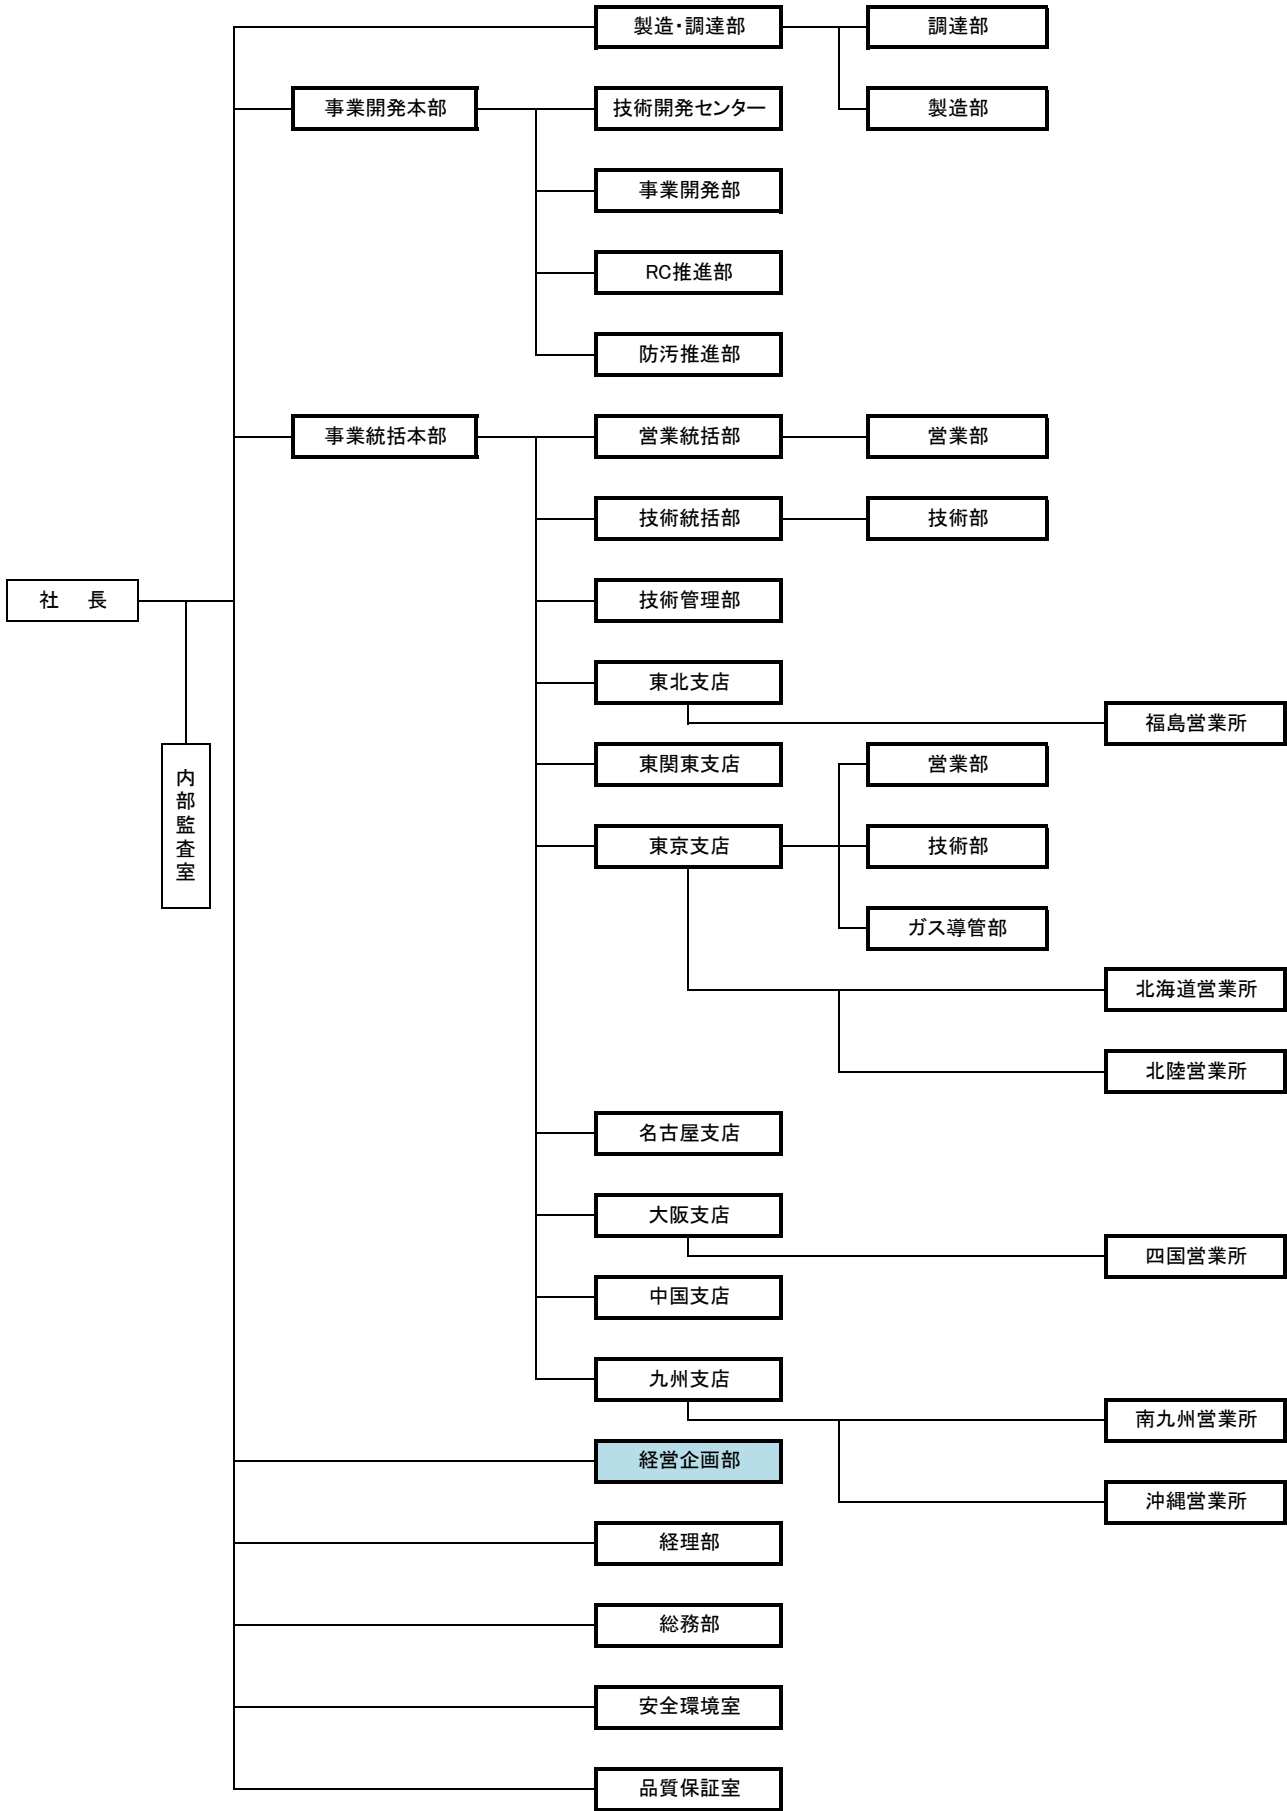 製造・調達部
調達部
事業開発本部
技術開発センター
製造部
事業開発部
RC推進部
防汚推進部
事業統括本部
営業統括部
営業部
技術統括部
技術部
社　長
技術管理部
東北支店
福島営業所
内部監査室
東関東支店
営業部
東京支店
技術部
ガス導管部
北海道営業所
北陸営業所
名古屋支店
大阪支店
四国営業所
中国支店
九州支店
南九州営業所
経営企画部
沖縄営業所
経理部
総務部
安全環境室
品質保証室